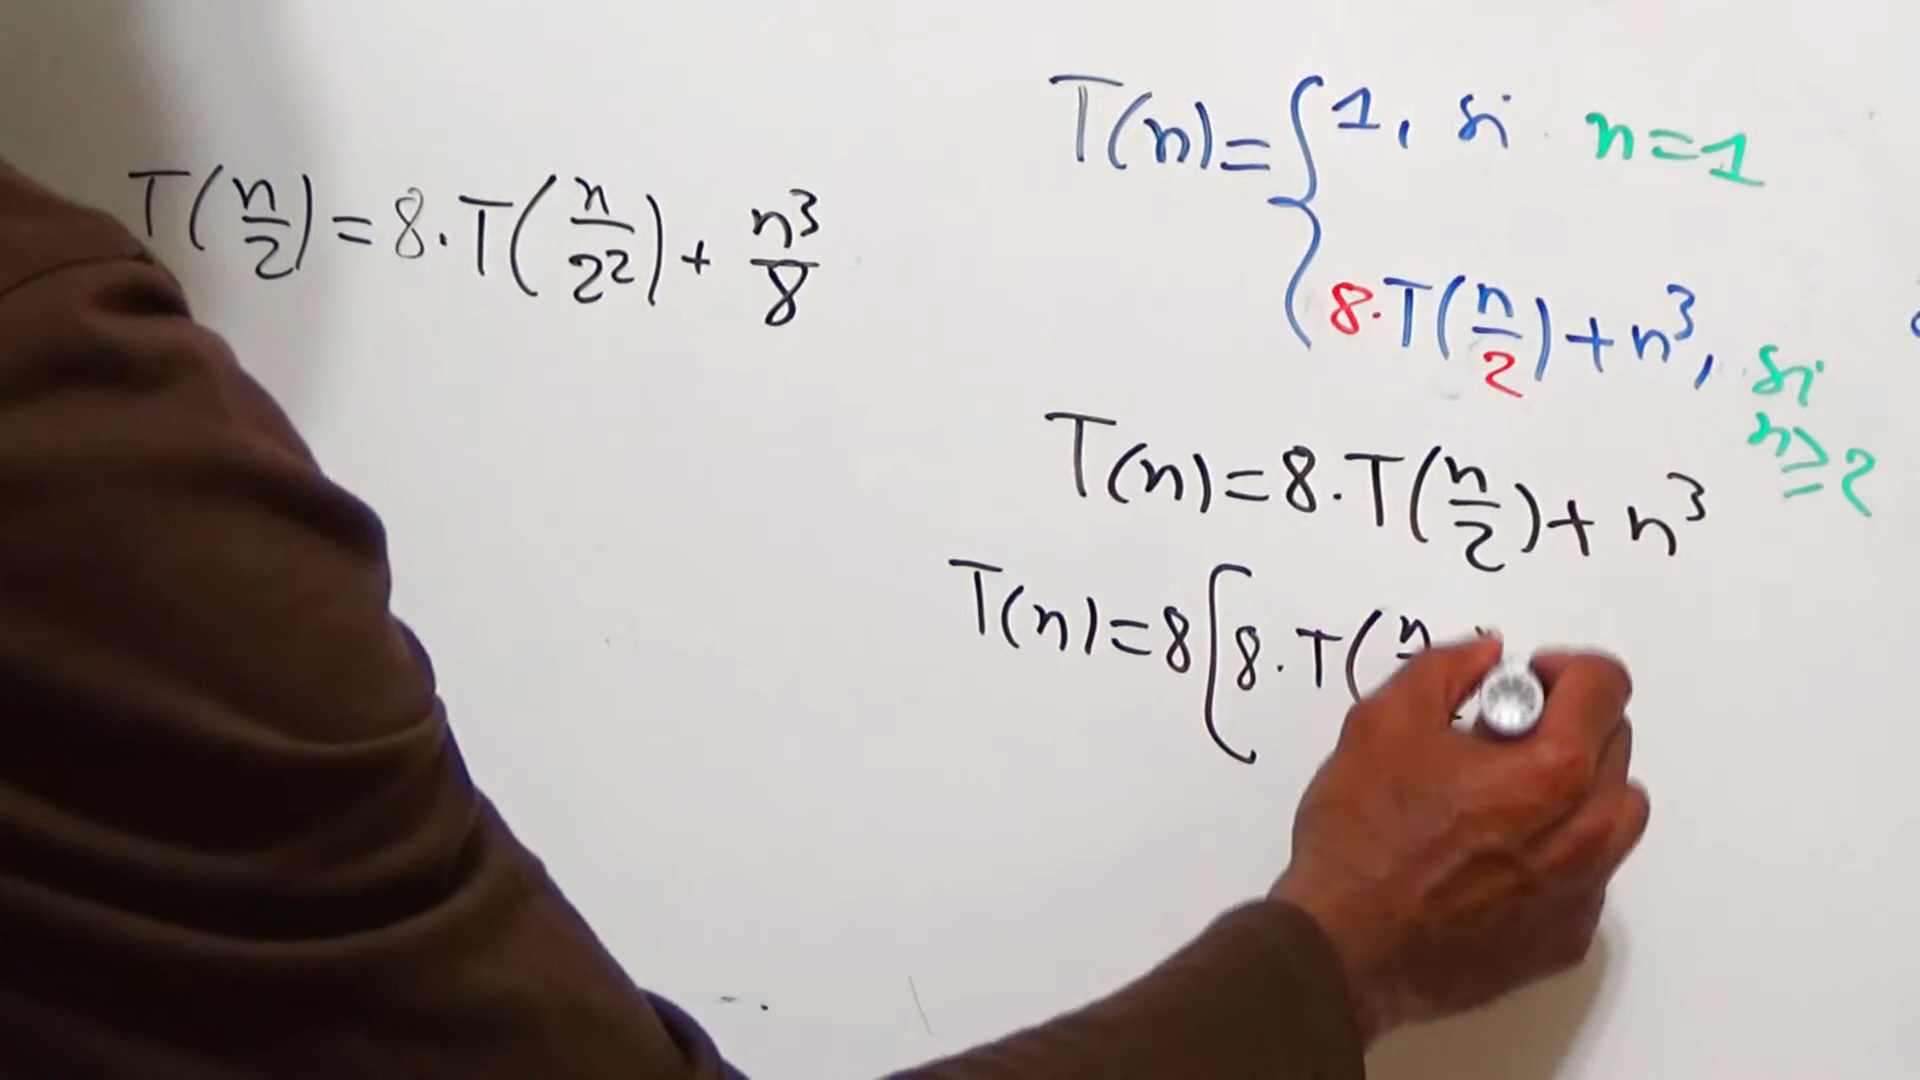 T(n/2) = 8.T(n/2²) + n³/8
T(n) = { 1, si n=1
8.T(n/2) + n³, si n≥2
T(n) = 8.T(n/2) + n³
T(n) = 8[8.T(n